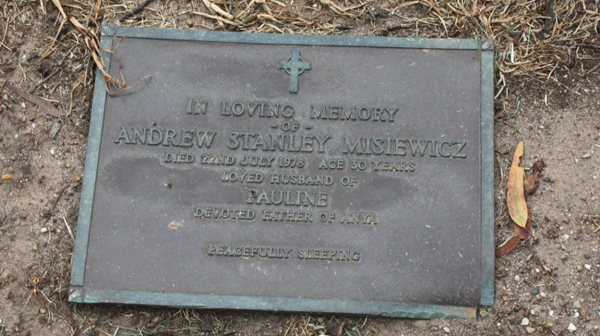 IN LOVING MEMORY
- OF -
ANDREW STANLEY MISIEWICZ
DIED 22ND JULY 1978 AGE 30 YEARS
LOVED HUSBAND OF
PAULINE
DEVOTED FATHER OF ANYA
PEACEFULLY SLEEPING